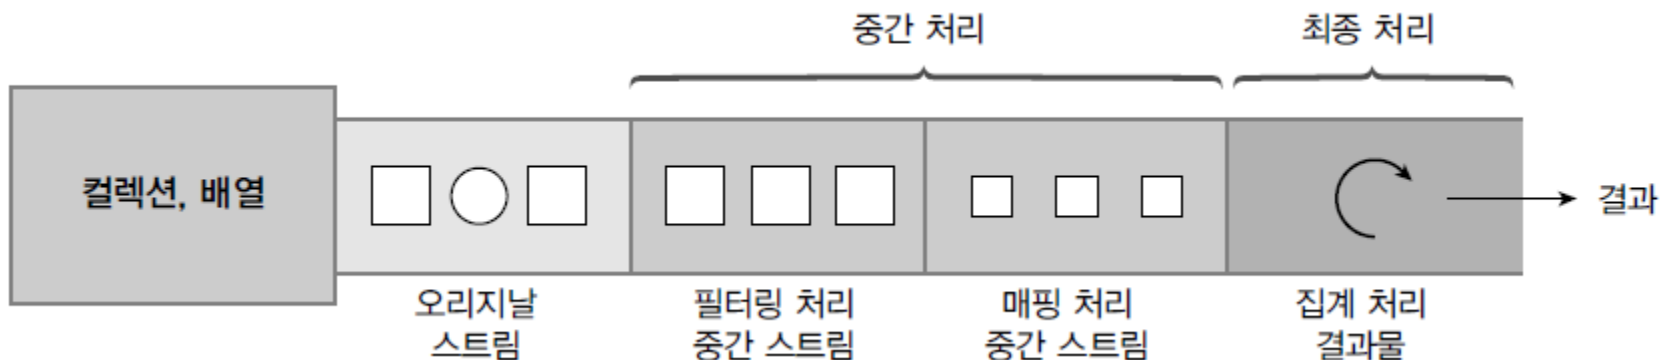 중간 처리
최종 처리
컬렉션, 배열
결과
오리지날
스트림
필터링 처리
중간 스트림
매핑 처리
중간 스트림
집계 처리
결과물